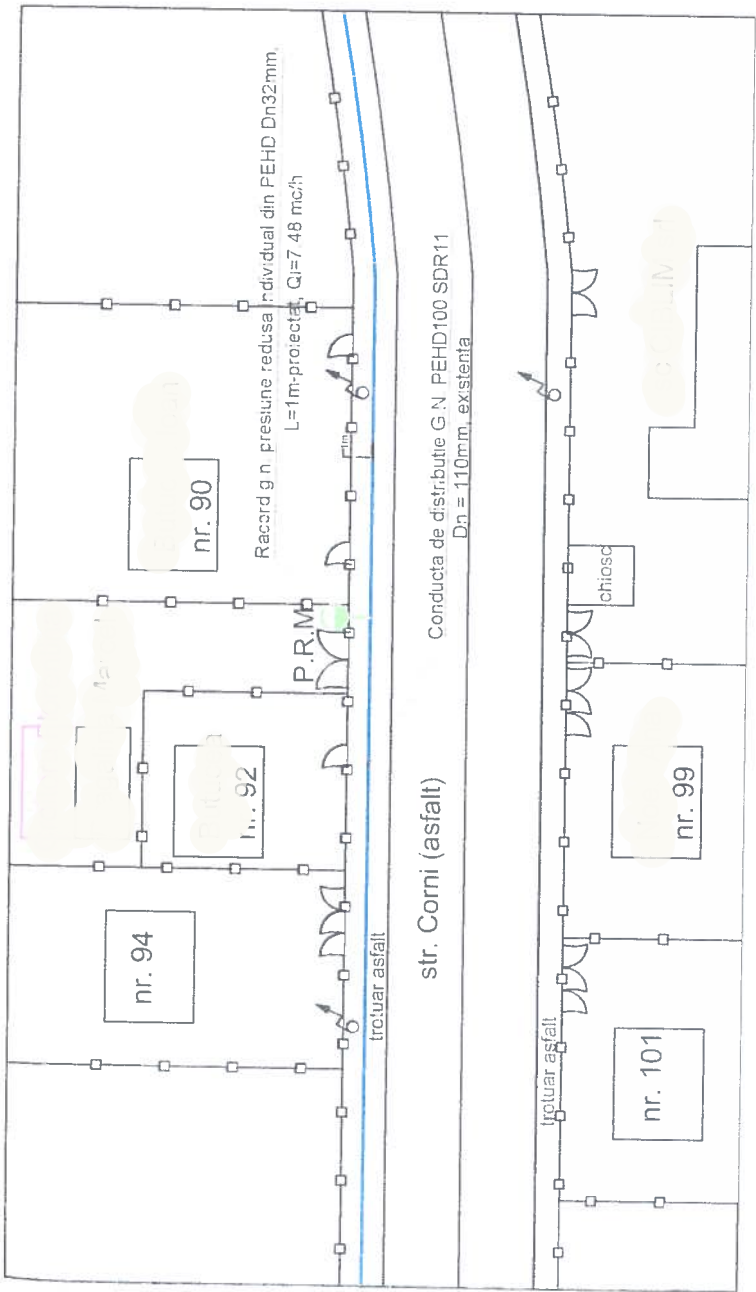 Racord g.n. presiune redusa individual din PEHD Dn32mm,
L=1m-proiectat, Qi=7.48 mc/h
nr. 90
1m
P.R.M
nr. 92
nr. 94
trotuar asfalt
str. Corni (asfalt)
Conducta de distributie G.N. PEHD100 SDR11
Dn = 110mm, existenta
chiosc
nr. 99
trotuar asfalt
nr. 101